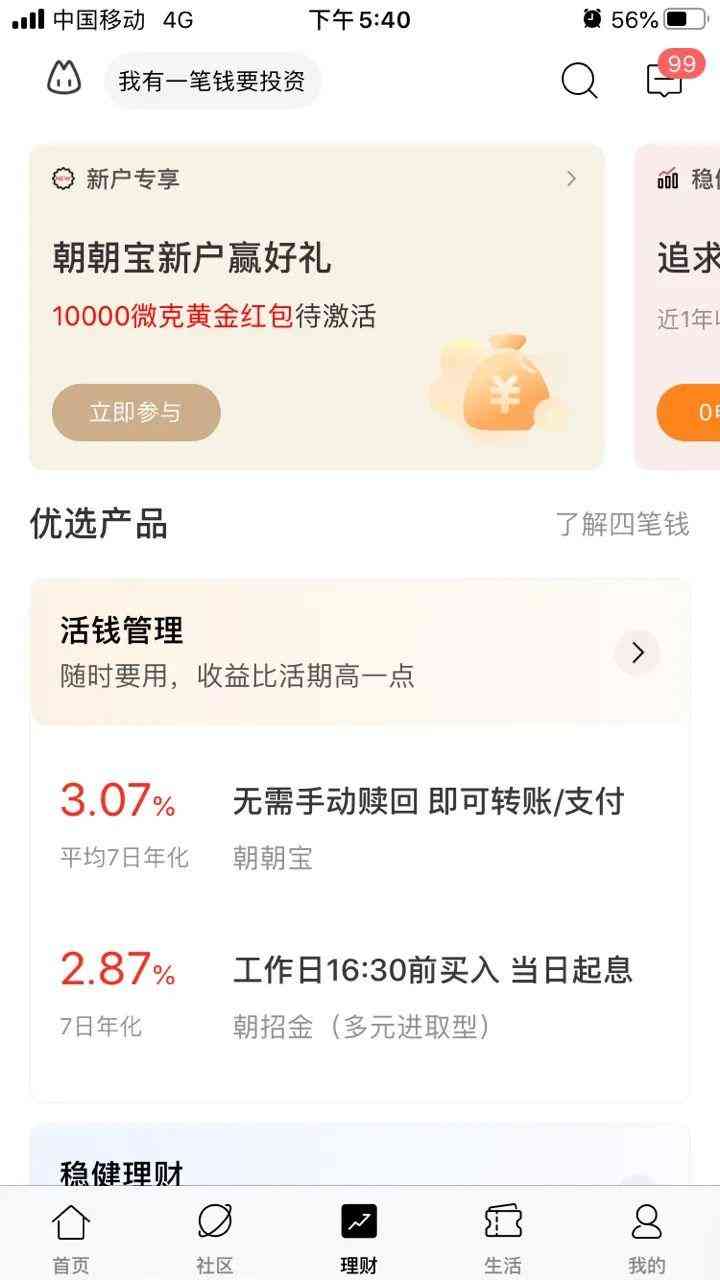 中国移动 4G 下午5:40 56%
我有一笔钱要投资 99
NEW 新户专享
朝朝宝新户赢好礼
10000微克黄金红包待激活
¥
立即参与
稳
追求
近1年
0
优选产品 了解四笔钱
活钱管理
随时要用，收益比活期高一点
3.07% 无需手动赎回 即可转账/支付
平均7日年化 朝朝宝
2.87% 工作日16:30前买入 当日起息
7日年化 朝招金（多元进取型）
稳健理财
首页 社区 理财 生活 我的